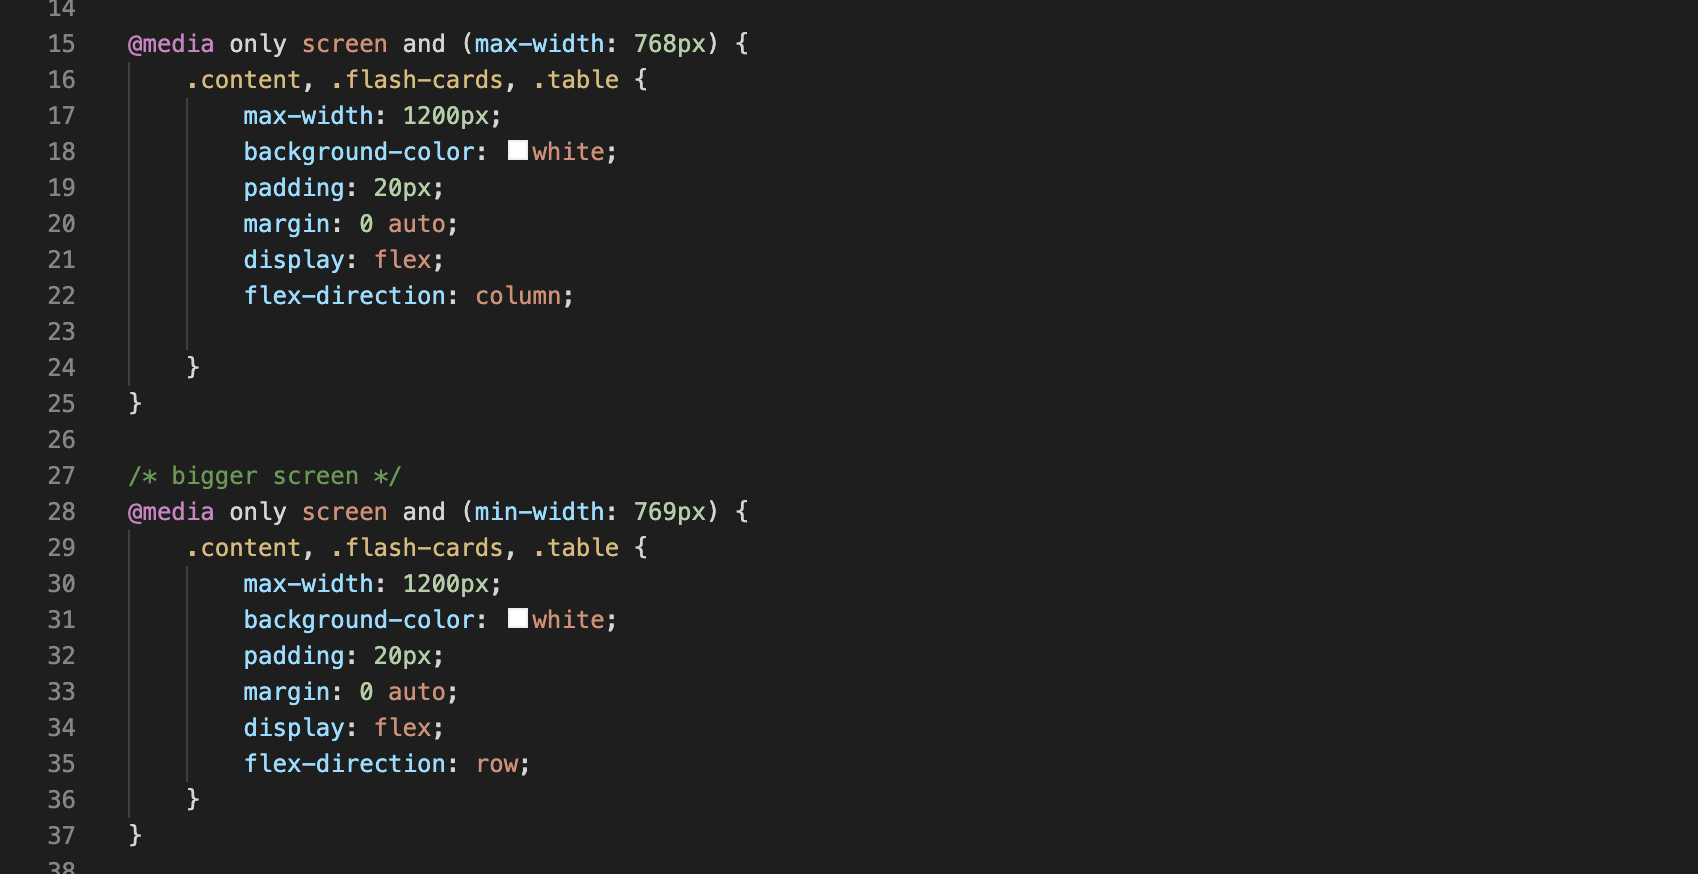 14
15 @media only screen and (max-width: 768px) {
16     .content, .flash-cards, .table {
17         max-width: 1200px;
18         background-color: white;
19         padding: 20px;
20         margin: 0 auto;
21         display: flex;
22         flex-direction: column;
23
24     }
25 }
26
27 /* bigger screen */
28 @media only screen and (min-width: 769px) {
29     .content, .flash-cards, .table {
30         max-width: 1200px;
31         background-color: white;
32         padding: 20px;
33         margin: 0 auto;
34         display: flex;
35         flex-direction: row;
36     }
37 }
38